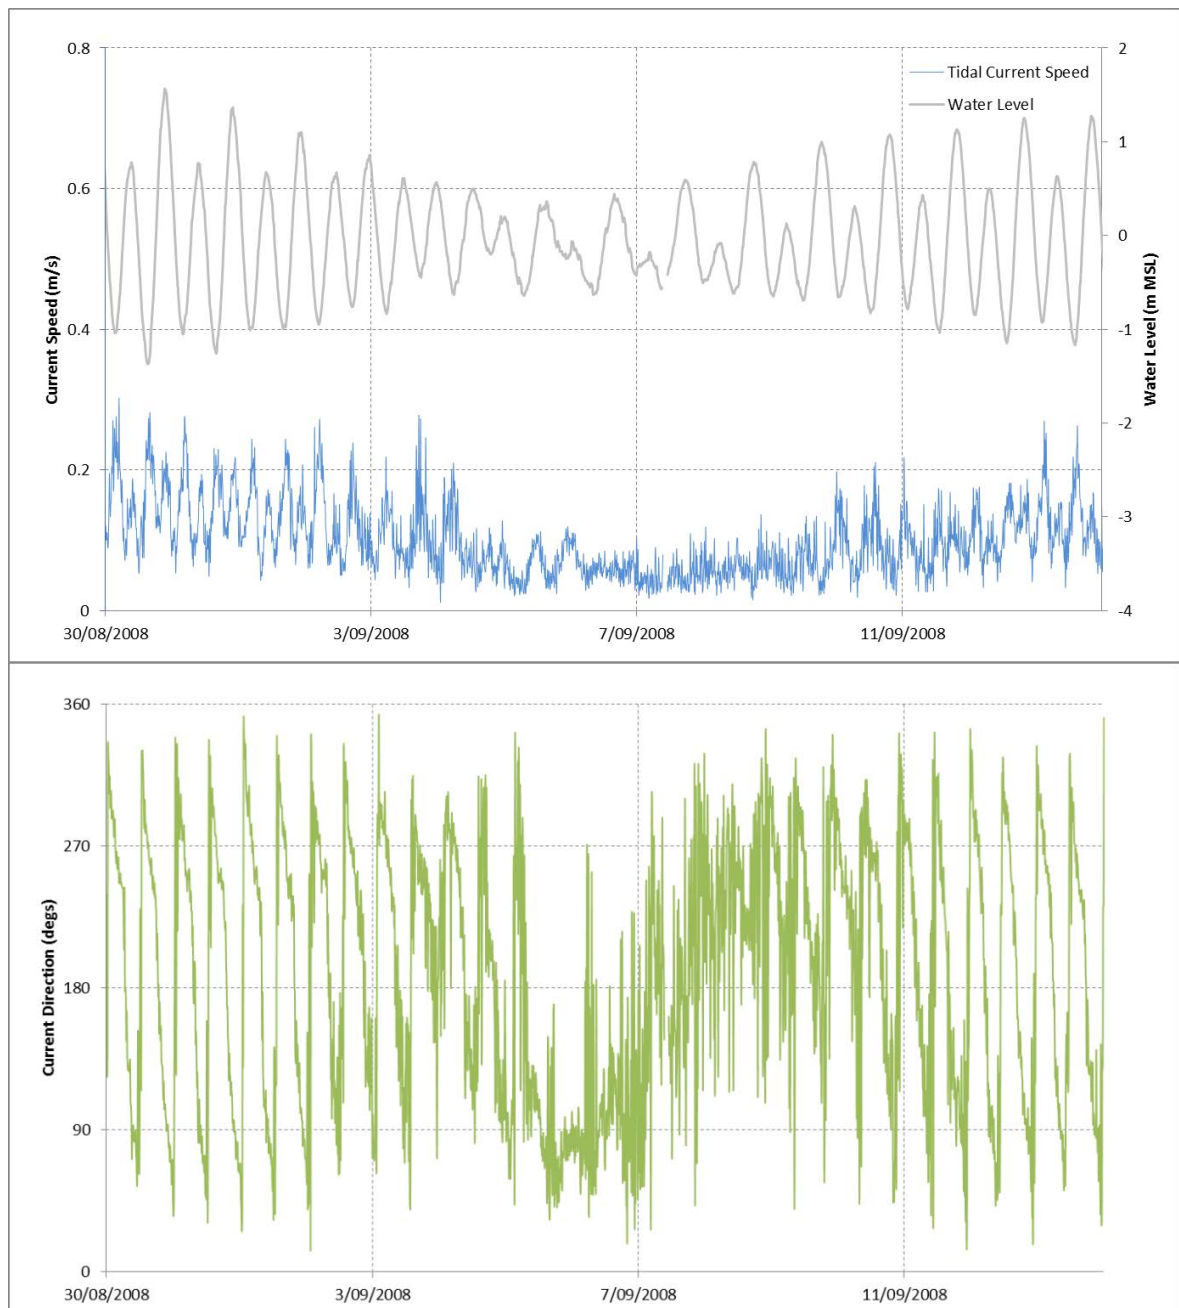 0.8
0.6
0.4
0.2
0
Current Speed (m/s)
Tidal Current Speed
Water Level
2
1
0
-1
-2
-3
-4
Water Level (m MSL)
30/08/2008 3/09/2008 7/09/2008 11/09/2008
360
270
180
90
0
Current Direction (degs)
30/08/2008 3/09/2008 7/09/2008 11/09/2008